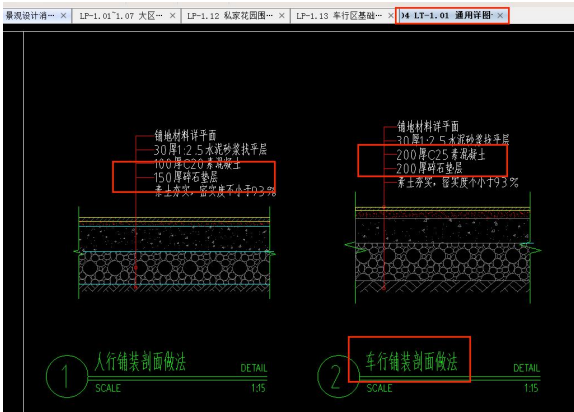 景观设计消… ×
LP-1.01~1.07 大区… ×
LP-1.12 私家花园围… ×
LP-1.13 车行区基础… ×
04 LT-1.01 通用详图 ×
铺地材料详平面
30厚1:2.5水泥砂浆找平层
100厚C20素混凝土
150厚碎石垫层
素土夯实，密实度不小于93%
铺地材料详平面
30厚1:2.5水泥砂浆找平层
200厚C25素混凝土
200厚碎石垫层
素土夯实，密实度不小于93%
1
人行铺装剖面做法
DETAIL
SCALE
1:15
2
车行铺装剖面做法
DETAIL
SCALE
1:15